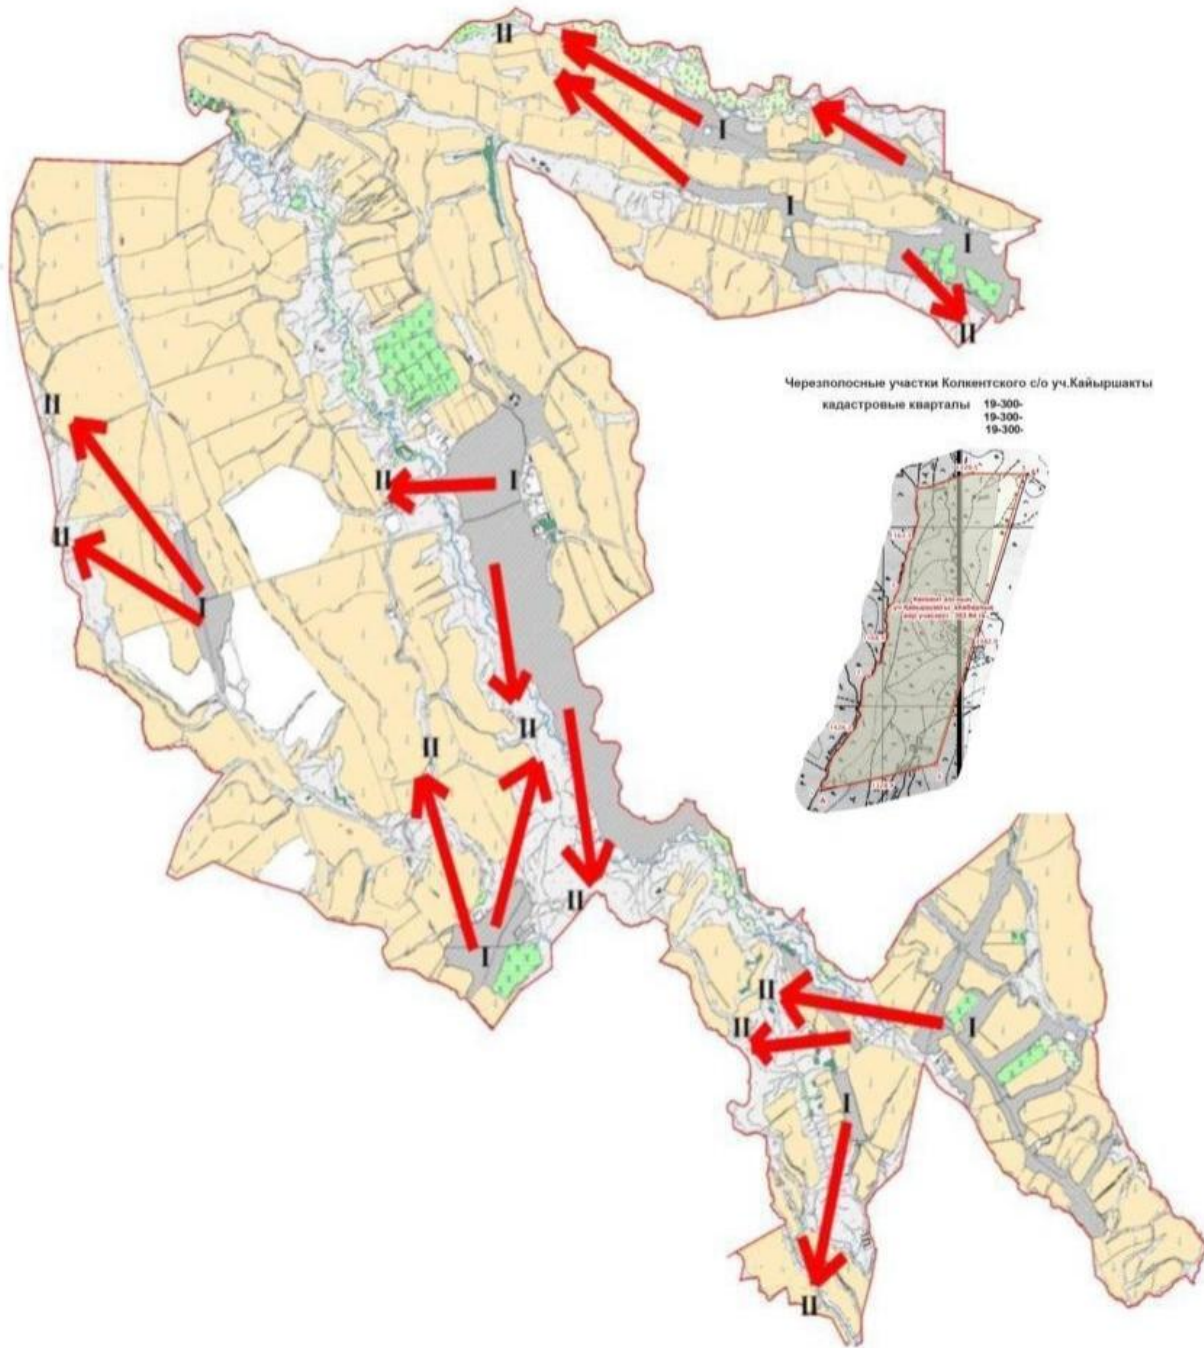 II
I
I
I
II
Черезполосные участки Колкентского с/о уч.Кайыршакты
кадастровые кварталы 19-300-
19-300-
19-300-
II
II
I
II
I
II
II
II
I
II
I
II
II
I
II